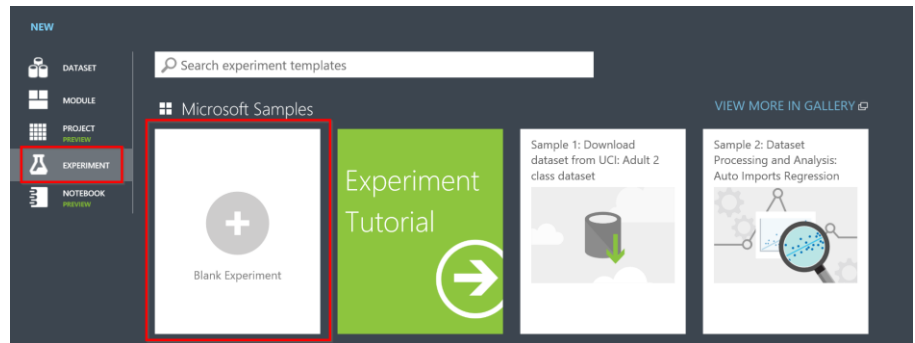 NEW
DATASET
MODULE
PROJECT
PREVIEW
EXPERIMENT
NOTEBOOK
PREVIEW
Search experiment templates
Microsoft Samples
VIEW MORE IN GALLERY
Blank Experiment
Experiment
Tutorial
Sample 1: Download
dataset from UCI: Adult 2
class dataset
Sample 2: Dataset
Processing and Analysis:
Auto Imports Regression